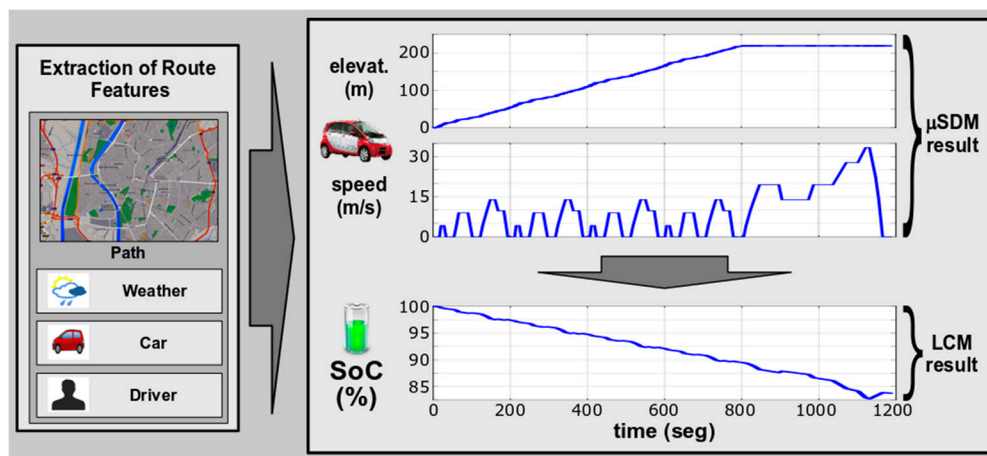 Extraction of Route
Features
Path
Weather
Car
Driver
elevat.
(m)
200
100
0
speed
(m/s)
30
15
0
μSDM
result
SoC
(%)
100
95
90
85
0
200
400
600
800
1000
1200
time (seg)
LCM
result